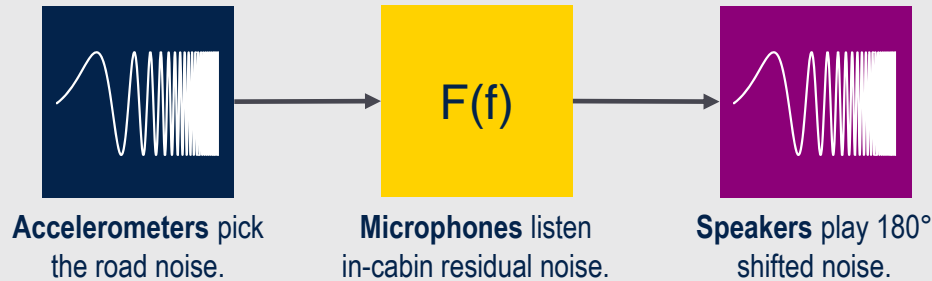 F(f)
Accelerometers pick
the road noise.
Microphones listen
in-cabin residual noise.
Speakers play 180°
shifted noise.